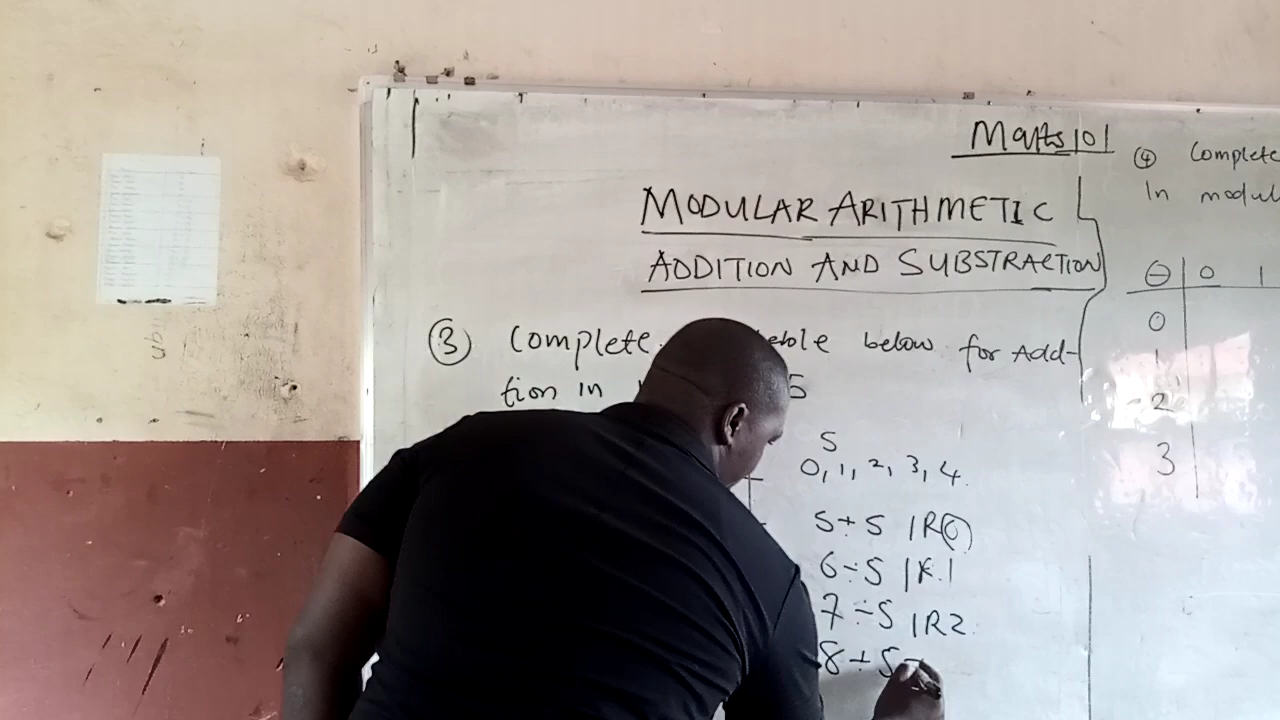 Maths 101
MODULAR ARITHMETIC
ADDITION AND SUBSTRACTION
③ Complete table below for Add-
tion in 5
5
0, 1, 2, 3, 4.
5÷5 1R0
6÷5 1R1
7÷5 1R2.
8÷5
④ Complete
In modul
⊖ 0 1
0
1
2
3